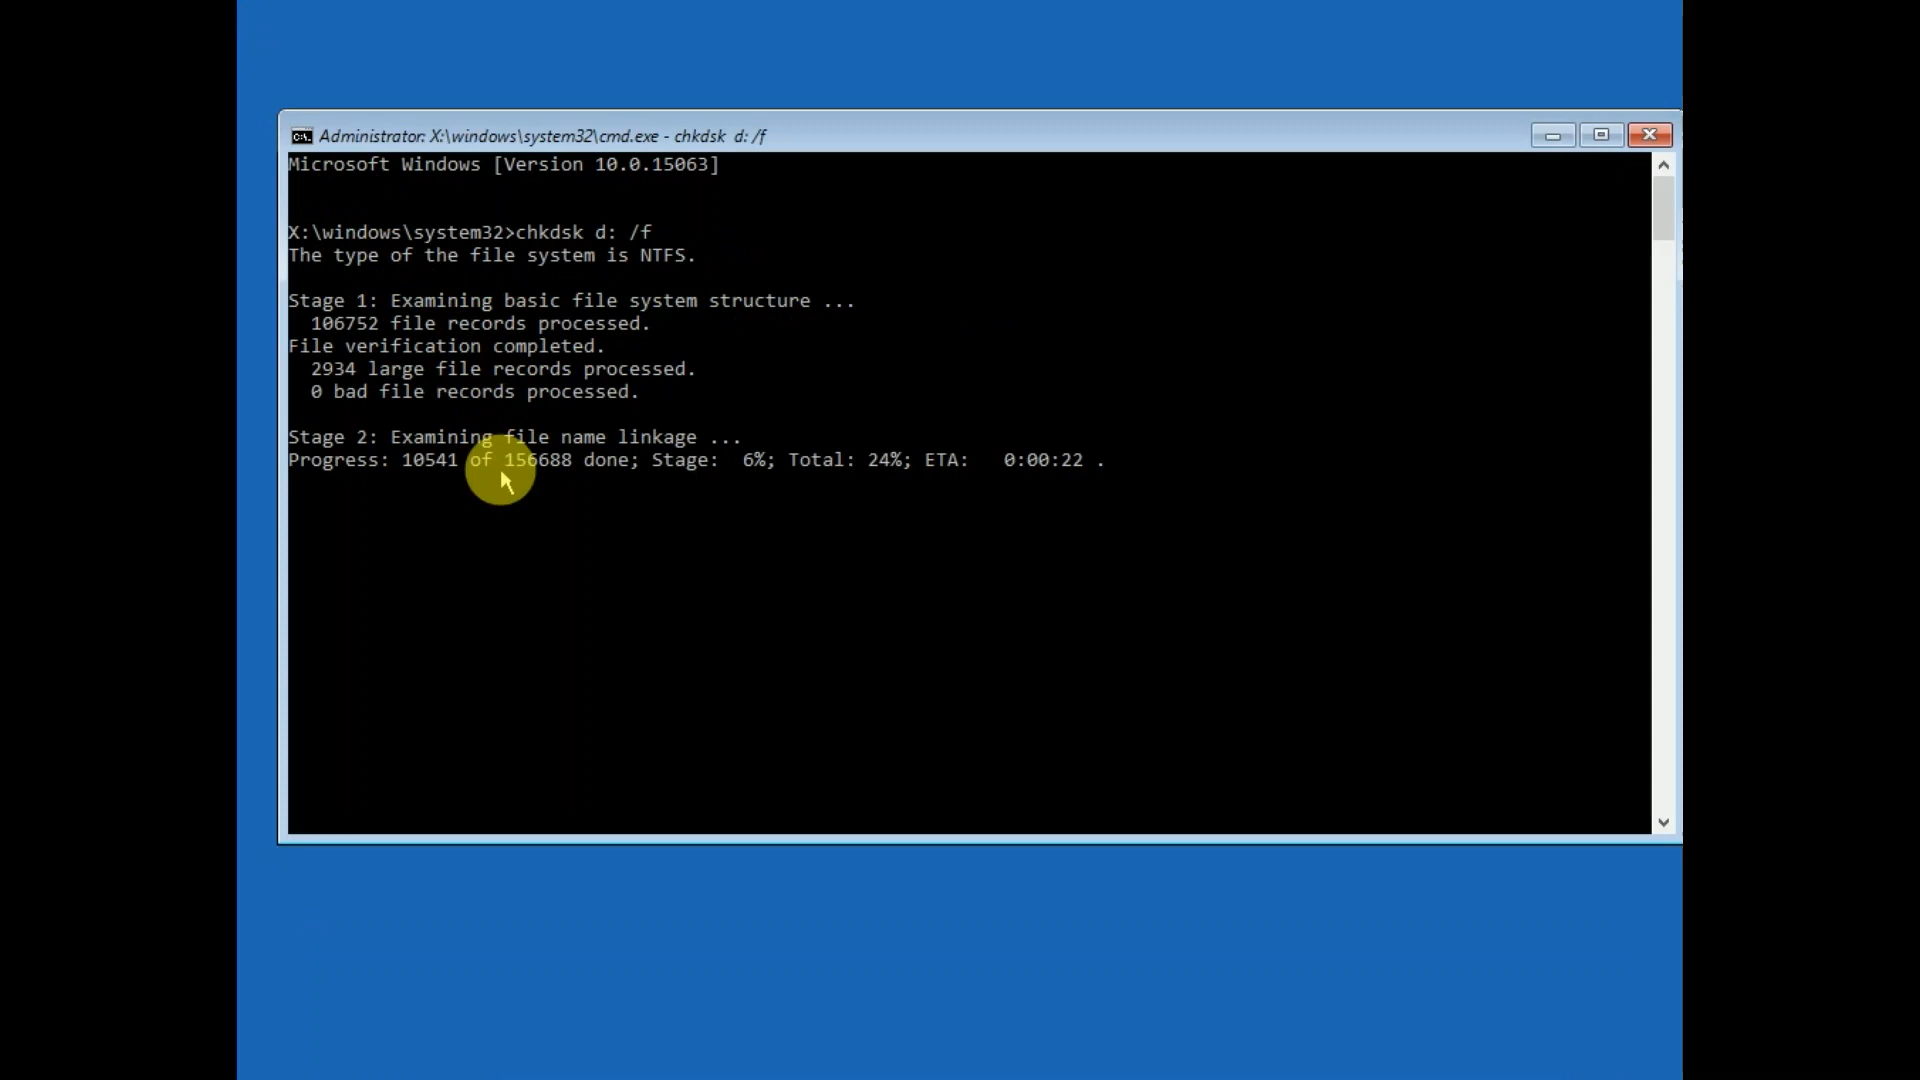 Administrator: X:\windows\system32\cmd.exe - chkdsk  d: /f
Microsoft Windows [Version 10.0.15063]
X:\windows\system32>chkdsk d: /f
The type of the file system is NTFS.
Stage 1: Examining basic file system structure ...
  106752 file records processed.
File verification completed.
  2934 large file records processed.
  0 bad file records processed.
Stage 2: Examining file name linkage ...
Progress: 10541 of 156688 done; Stage:  6%; Total: 24%; ETA:   0:00:22 .